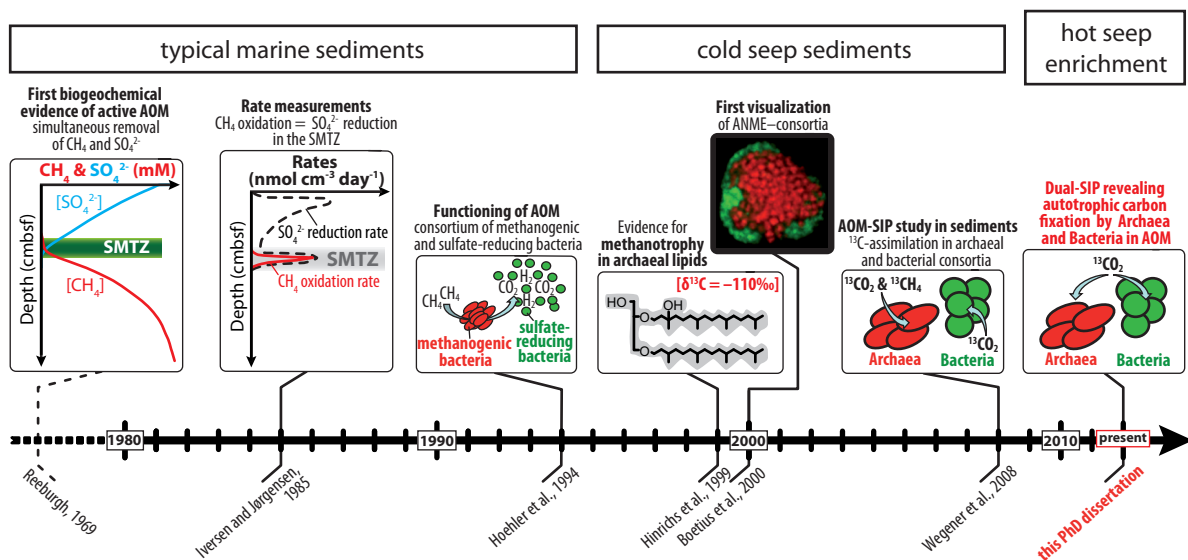 typical marine sediments
cold seep sediments
hot seep
enrichment
First biogeochemical
evidence of active AOM
simultaneous removal
of CH₄ and SO₄²⁻
CH₄ & SO₄²⁻ (mM)
[SO₄²⁻]
SMTZ
[CH₄]
Depth (cmbsf)
Rate measurements
CH₄ oxidation = SO₄²⁻ reduction
in the SMTZ
Rates
(nmol cm⁻³ day⁻¹)
SO₄²⁻ reduction rate
SMTZ
CH₄ oxidation rate
Depth (cmbsf)
Functioning of AOM
consortium of methanogenic
and sulfate-reducing bacteria
H₂
CO₂ CO₂
H₂
CH₄ CH₄
methanogenic
bacteria
sulfate-
reducing
bacteria
Evidence for
methanotrophy
in archaeal lipids
[δ¹³C = –110‰]
HO
OH
O
O
First visualization
of ANME–consortia
AOM-SIP study in sediments
¹³C-assimilation in archaeal
and bacterial consortia
¹³CO₂ & ¹³CH₄
¹³CO₂
Archaea
Bacteria
Dual-SIP revealing
autotrophic carbon
fixation by Archaea
and Bacteria in AOM
¹³CO₂
Archaea
Bacteria
1980
1990
2000
2010
present
Reeburgh, 1969
Iversen and Jørgensen,
1985
Hoehler et al., 1994
Hinrichs et al., 1999
Boetius et al., 2000
Wegener et al., 2008
this PhD dissertation